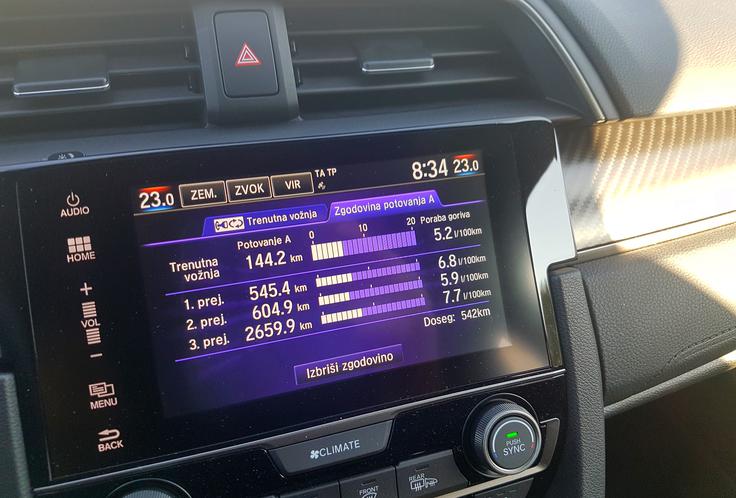 23.0 ZEM. ZVOK VIR TA TP 8:34 23.0
Trenutna vožnja Zgodovina potovanja A
Potovanje A 0 10 20 Poraba goriva
Trenutna vožnja 144.2 km 5.2 l/100km
1. prej. 545.4 km 6.8 l/100km
2. prej. 604.9 km 5.9 l/100km
3. prej. 2659.9 km 7.7 l/100km
Doseg: 542km
Izbriši zgodovino
AUDIO
HOME
+
VOL
−
MENU
BACK
CLIMATE
PUSH
SYNC
FRONT
REAR